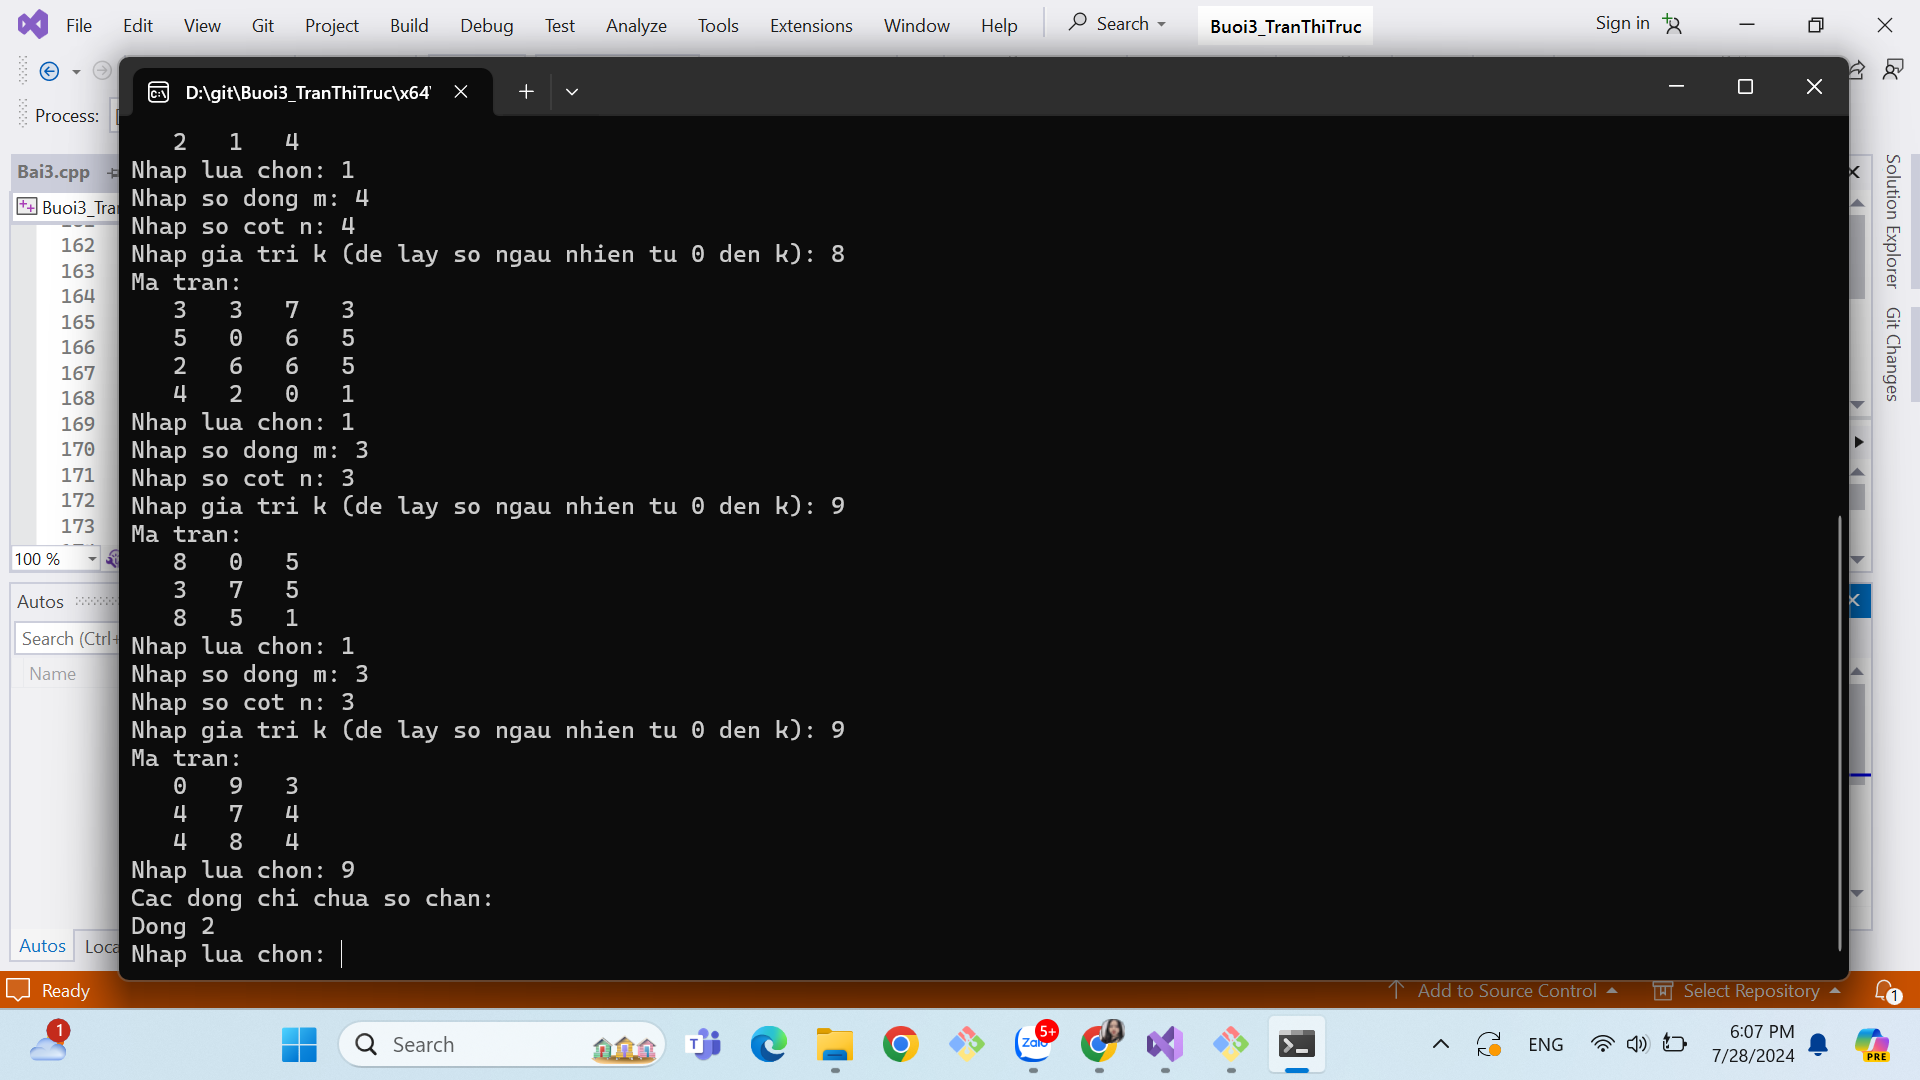 File Edit View Git Project Build Debug Test Analyze Tools Extensions Window Help Search Buoi3_TranThiTruc Sign in
D:\git\Buoi3_TranThiTruc\x64
Process:
Bai3.cpp
Buoi3_Tra
162
163
164
165
166
167
168
169
170
171
172
173
100 %
Autos
Search (Ctrl+
Name
Autos Loca
2 1 4
Nhap lua chon: 1
Nhap so dong m: 4
Nhap so cot n: 4
Nhap gia tri k (de lay so ngau nhien tu 0 den k): 8
Ma tran:
3 3 7 3
5 0 6 5
2 6 6 5
4 2 0 1
Nhap lua chon: 1
Nhap so dong m: 3
Nhap so cot n: 3
Nhap gia tri k (de lay so ngau nhien tu 0 den k): 9
Ma tran:
8 0 5
3 7 5
8 5 1
Nhap lua chon: 1
Nhap so dong m: 3
Nhap so cot n: 3
Nhap gia tri k (de lay so ngau nhien tu 0 den k): 9
Ma tran:
0 9 3
4 7 4
4 8 4
Nhap lua chon: 9
Cac dong chi chua so chan:
Dong 2
Nhap lua chon:
Solution Explorer
Git Changes
Ready Add to Source Control Select Repository 1
1 Search 5+ Zalo ENG 6:07 PM
7/28/2024
PRE